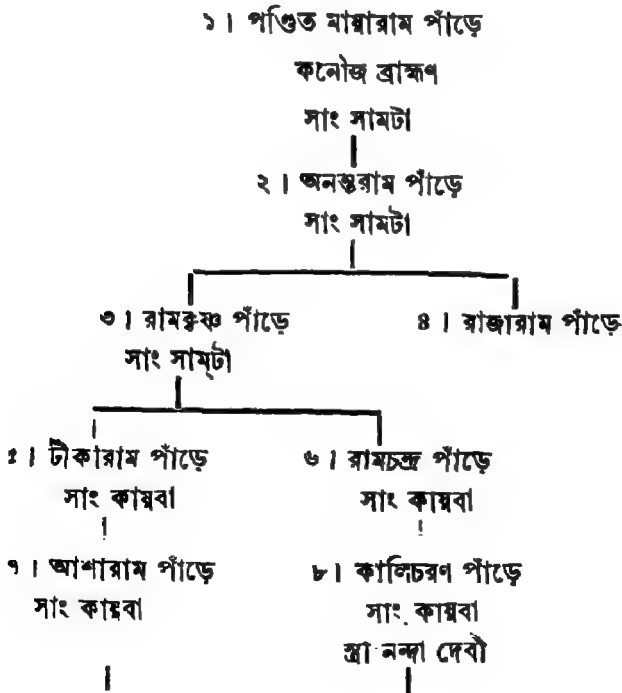 ১। পণ্ডিত মায়ারাম পাঁড়ে
কনৌজ ব্রাহ্মণ
সাং সামটা
২। অনন্তরাম পাঁড়ে
সাং সামটা
৩। রামকৃষ্ণ পাঁড়ে ৪। রাজারাম পাঁড়ে
সাং সাম্‌টা
৫। টীকারাম পাঁড়ে ৬। রামচন্দ্র পাঁড়ে
সাং কায়বা সাং কায়বা
৭। আশারাম পাঁড়ে ৮। কালিচরণ পাঁড়ে
সাং কায়বা সাং কায়বা
স্ত্রী নন্দা দেবী